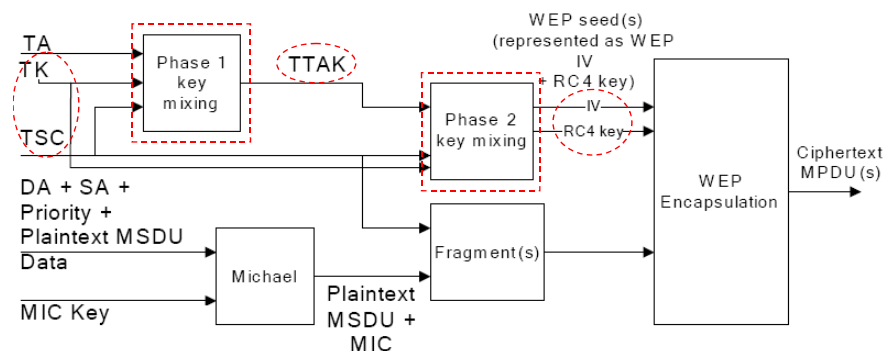 TA
TK
TSC
Phase 1
key
mixing
TTAK
Phase 2
key mixing
WEP seed(s)
(represented as WEP
IV
+ RC4 key)
IV
RC4 key
WEP
Encapsulation
Ciphertext
MPDU(s)
DA + SA +
Priority +
Plaintext MSDU
Data
MIC Key
Michael
Plaintext
MSDU +
MIC
Fragment(s)